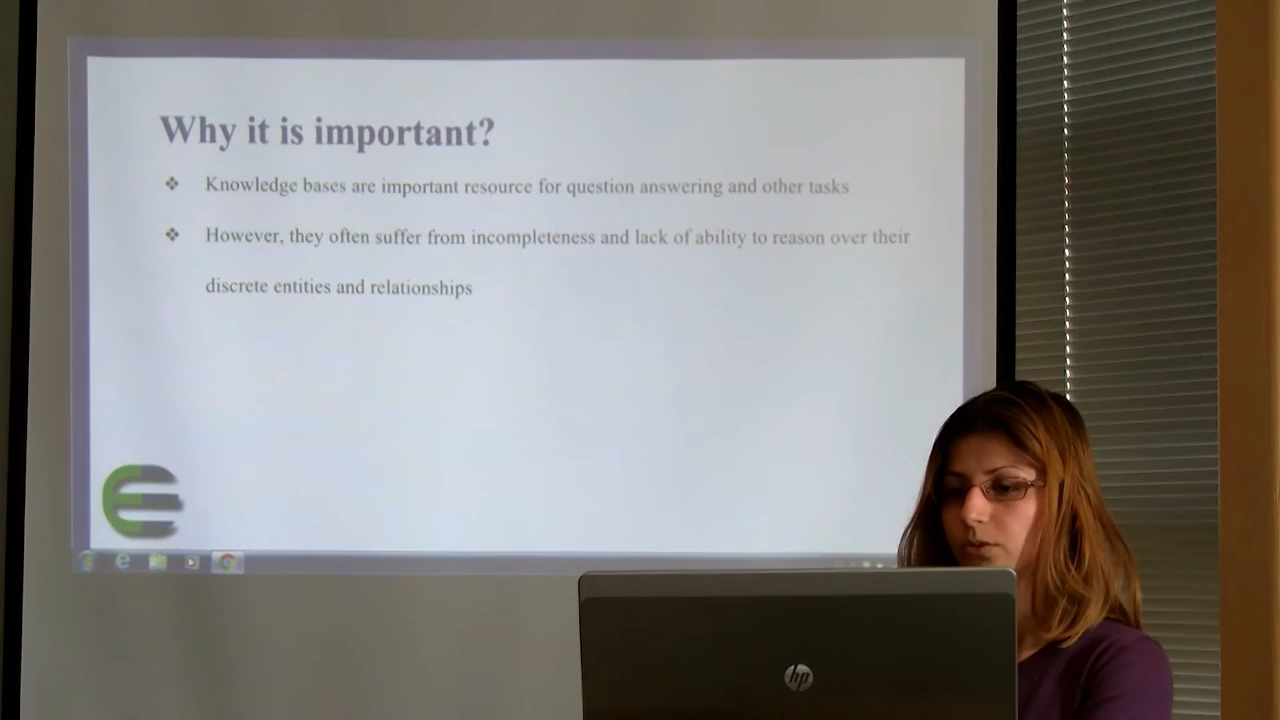 Why it is important?
❖ Knowledge bases are important resource for question answering and other tasks
❖ However, they often suffer from incompleteness and lack of ability to reason over their
discrete entities and relationships
hp